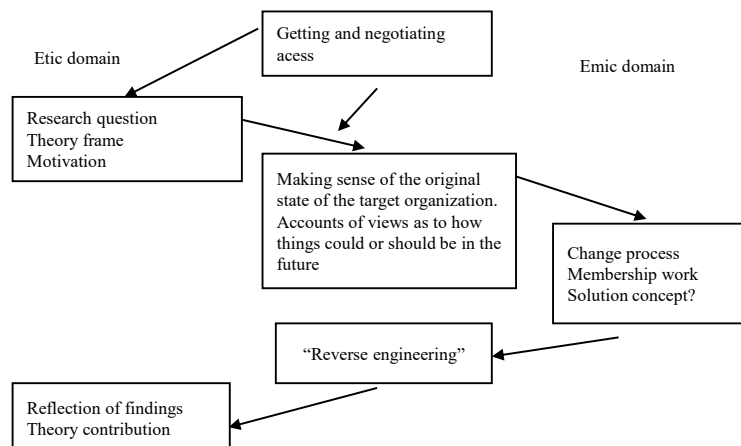 Getting and negotiating
acess
Etic domain
Emic domain
Research question
Theory frame
Motivation
Making sense of the original
state of the target organization.
Accounts of views as to how
things could or should be in the
future
Change process
Membership work
Solution concept?
“Reverse engineering”
Reflection of findings
Theory contribution